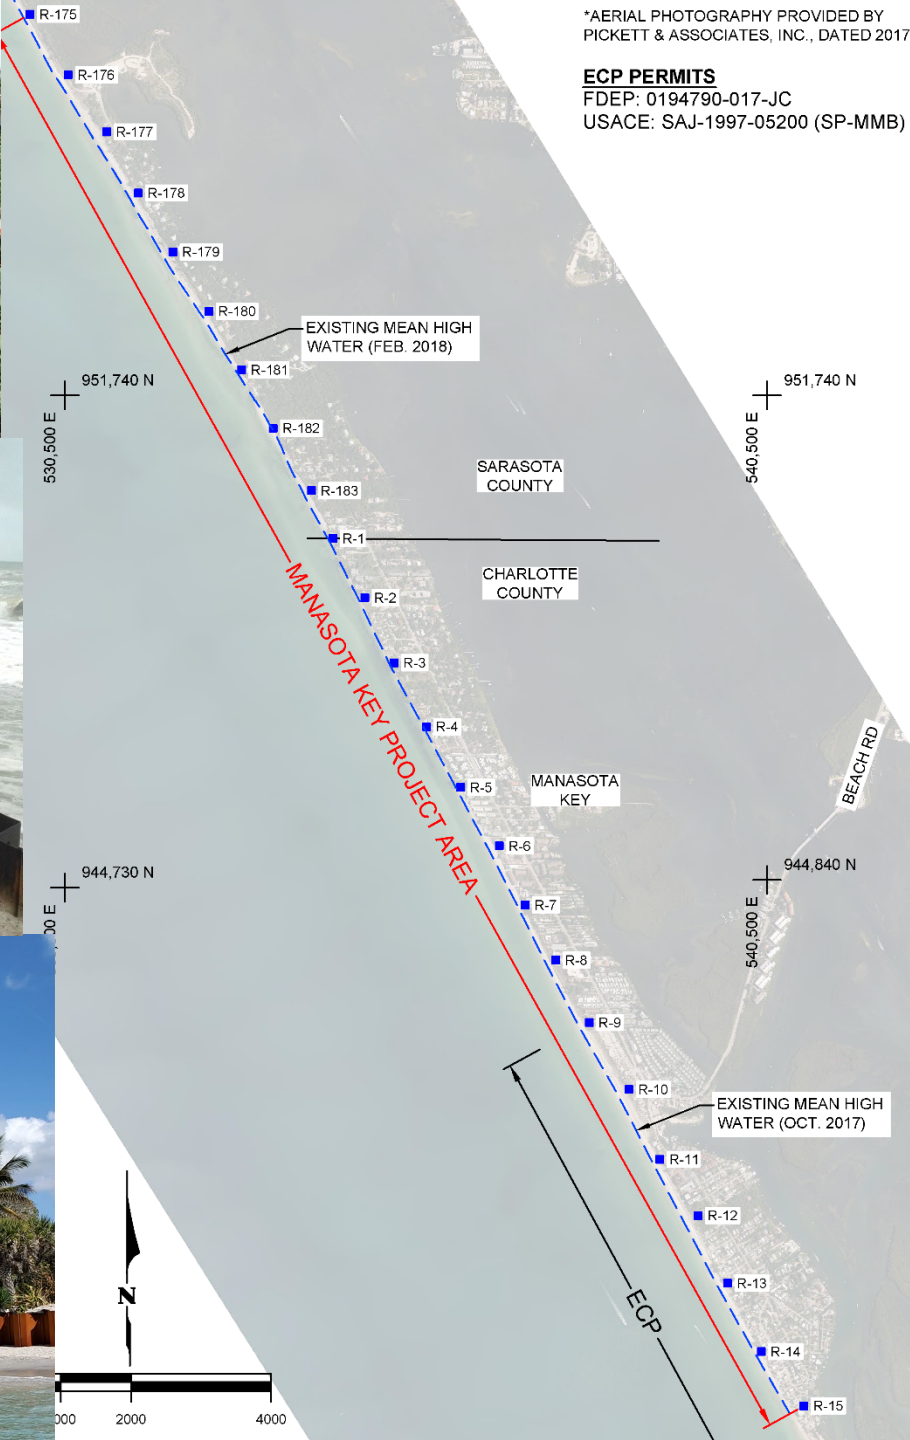 *AERIAL PHOTOGRAPHY PROVIDED BY
PICKETT & ASSOCIATES, INC., DATED 2017
ECP PERMITS
FDEP: 0194790-017-JC
USACE: SAJ-1997-05200 (SP-MMB)
R-175
R-176
R-177
R-178
R-179
R-180
EXISTING MEAN HIGH
WATER (FEB. 2018)
R-181
951,740 N
530,500 E
951,740 N
540,500 E
R-182
SARASOTA
COUNTY
R-183
R-1
CHARLOTTE
COUNTY
R-2
MANASOTA KEY PROJECT AREA
R-3
R-4
R-5
MANASOTA
KEY
BEACH RD
R-6
944,730 N
00 E
944,840 N
540,500 E
R-7
R-8
R-9
R-10
EXISTING MEAN HIGH
WATER (OCT. 2017)
R-11
R-12
R-13
ECP
N
R-14
R-15
000 2000 4000